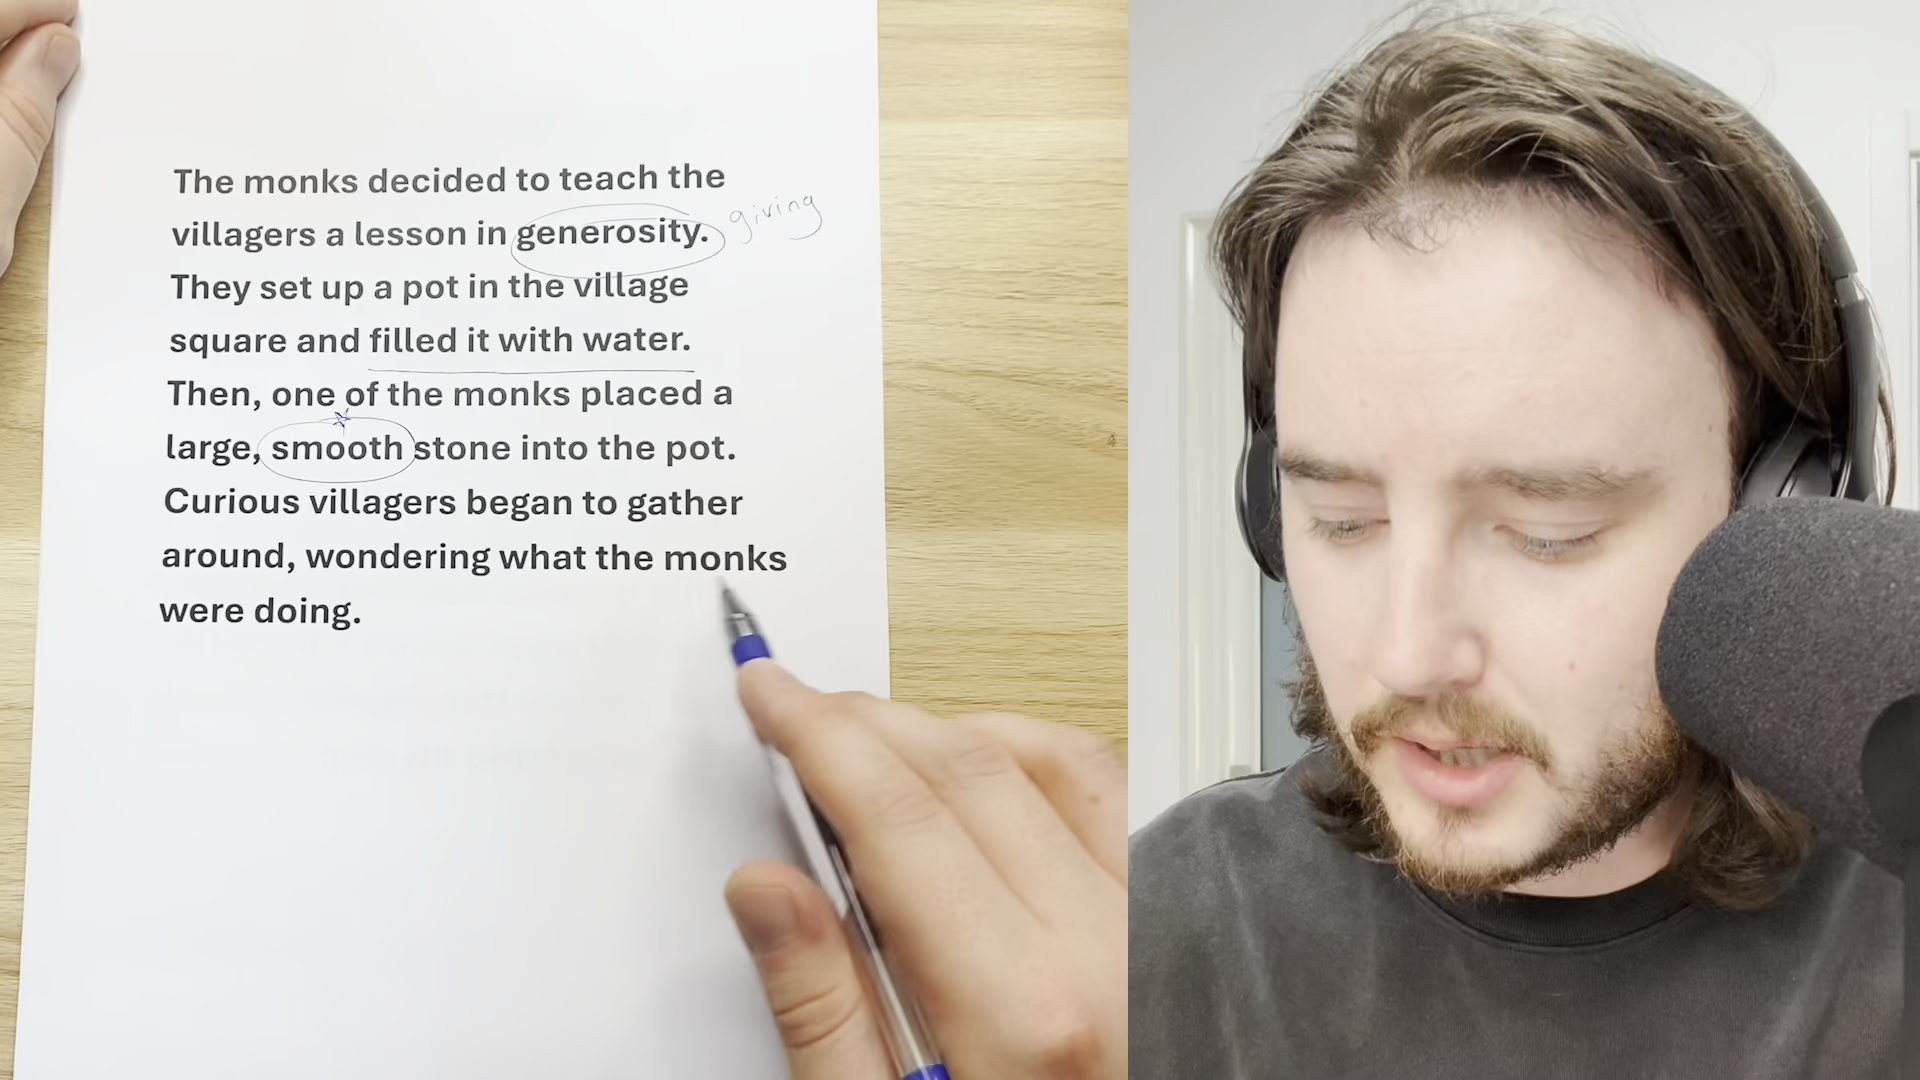 The monks decided to teach the
villagers a lesson in generosity. giving
They set up a pot in the village
square and filled it with water.
Then, one of the monks placed a
large, smooth stone into the pot.
Curious villagers began to gather
around, wondering what the monks
were doing.